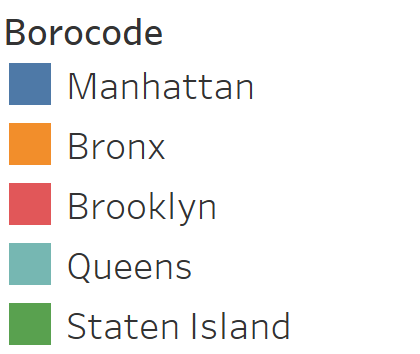 Borocode
Manhattan
Bronx
Brooklyn
Queens
Staten Island